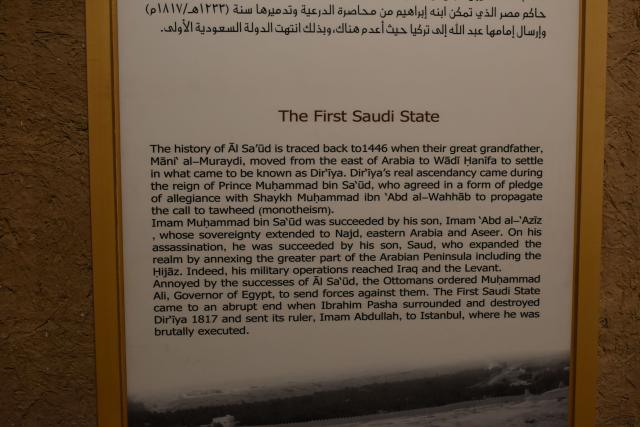 حاكم مصر الذي تمكن ابنه إبراهيم من محاصرة الدرعية وتدميرها سنة (١٢٣٣هـ/١٨١٧م)
وإرسال إمامها عبد الله إلى تركيا حيث أعدم هناك، وبذلك انتهت الدولة السعودية الأولى.
The First Saudi State
The history of Āl Sa'ūd is traced back to1446 when their great grandfather,
Māni' al–Muraydi, moved from the east of Arabia to Wādī Ḥanīfa to settle
in what came to be known as Dir'īya. Dir'īya's real ascendancy came during
the reign of Prince Muḥammad bin Sa'ūd, who agreed in a form of pledge
of allegiance with Shaykh Muḥammad ibn 'Abd al–Wahhāb to propagate
the call to tawheed (monotheism).
Imam Muḥammad bin Sa'ūd was succeeded by his son, Imam 'Abd al–'Azīz
, whose sovereignty extended to Najd, eastern Arabia and Aseer. On his
assassination, he was succeeded by his son, Saud, who expanded the
realm by annexing the greater part of the Arabian Peninsula including the
Ḥijāz. Indeed, his military operations reached Iraq and the Levant.
Annoyed by the successes of Āl Sa'ūd, the Ottomans ordered Muḥammad
Ali, Governor of Egypt, to send forces against them. The First Saudi State
came to an abrupt end when Ibrahim Pasha surrounded and destroyed
Dir'īya 1817 and sent its ruler, Imam Abdullah, to Istanbul, where he was
brutally executed.